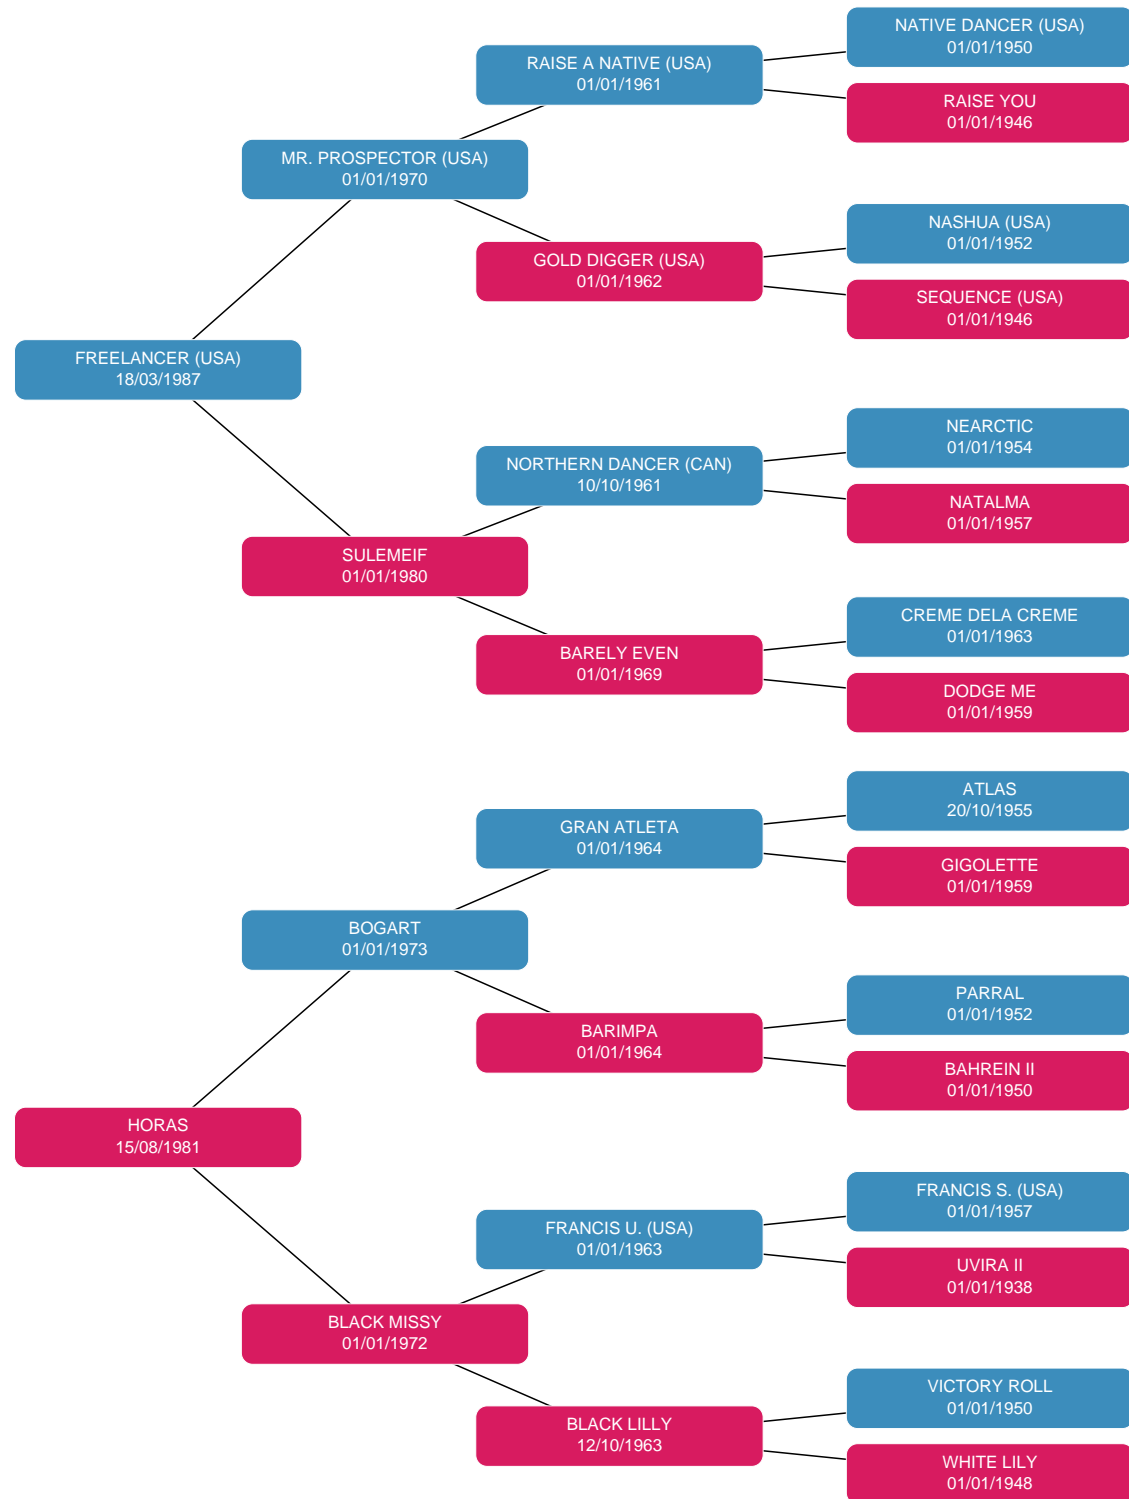 NATIVE DANCER (USA)
01/01/1950
RAISE A NATIVE (USA)
01/01/1961
RAISE YOU
01/01/1946
MR. PROSPECTOR (USA)
01/01/1970
NASHUA (USA)
01/01/1952
GOLD DIGGER (USA)
01/01/1962
SEQUENCE (USA)
01/01/1946
FREELANCER (USA)
18/03/1987
NEARCTIC
01/01/1954
NORTHERN DANCER (CAN)
10/10/1961
NATALMA
01/01/1957
SULEMEIF
01/01/1980
CREME DELA CREME
01/01/1963
BARELY EVEN
01/01/1969
DODGE ME
01/01/1959
ATLAS
20/10/1955
GRAN ATLETA
01/01/1964
GIGOLETTE
01/01/1959
BOGART
01/01/1973
PARRAL
01/01/1952
BARIMPA
01/01/1964
BAHREIN II
01/01/1950
HORAS
15/08/1981
FRANCIS S. (USA)
01/01/1957
FRANCIS U. (USA)
01/01/1963
UVIRA II
01/01/1938
BLACK MISSY
01/01/1972
VICTORY ROLL
01/01/1950
BLACK LILLY
12/10/1963
WHITE LILY
01/01/1948